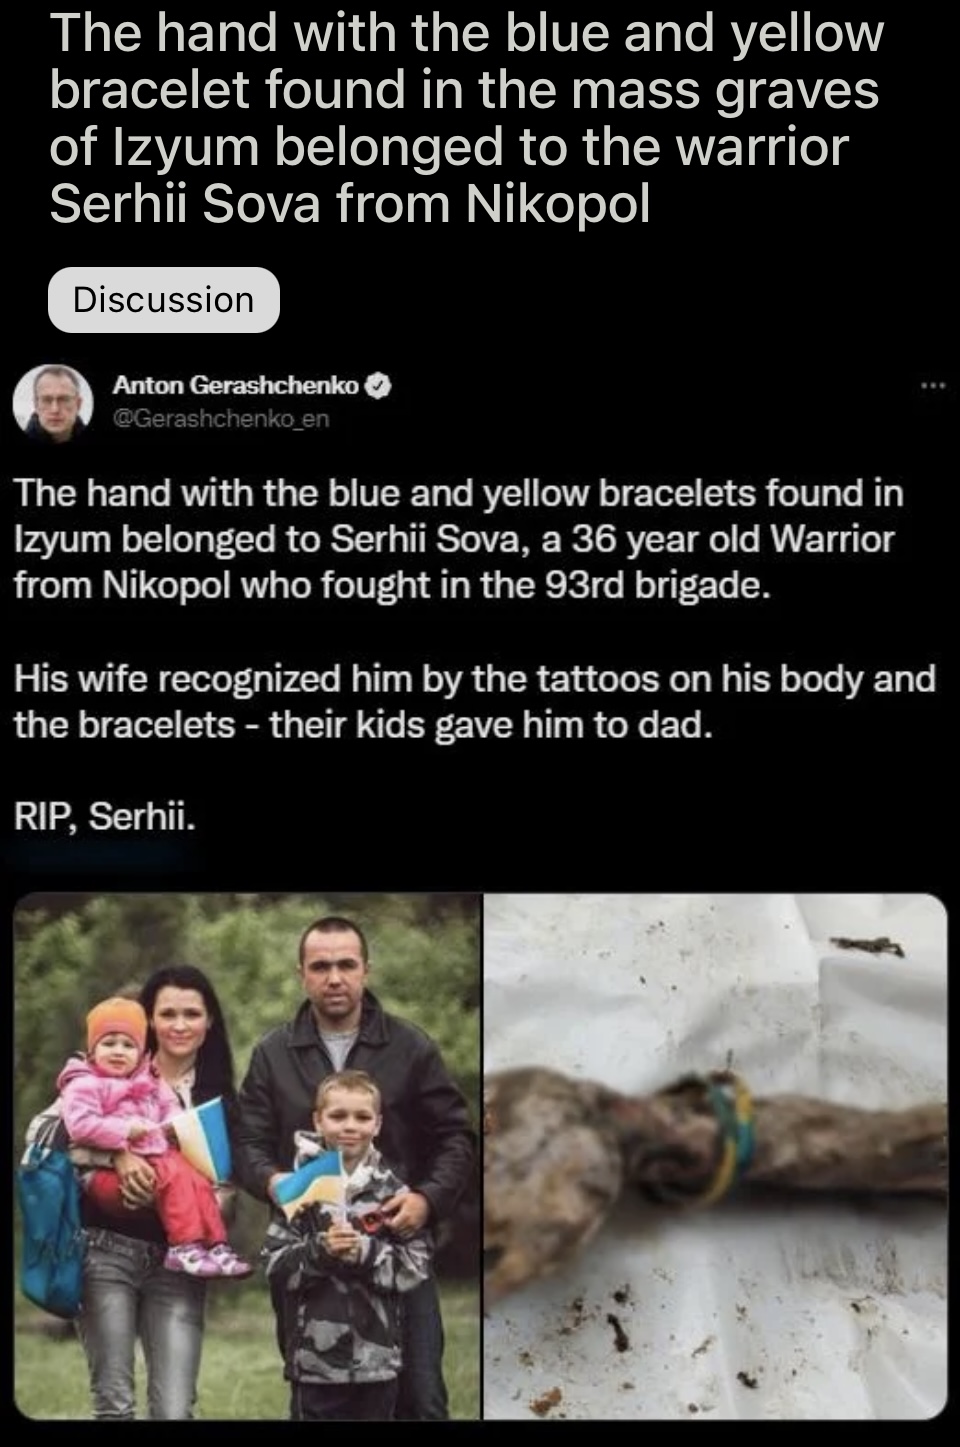 The hand with the blue and yellow
bracelet found in the mass graves
of Izyum belonged to the warrior
Serhii Sova from Nikopol
Discussion
Anton Gerashchenko
@Gerashchenko_en
The hand with the blue and yellow bracelets found in
Izyum belonged to Serhii Sova, a 36 year old Warrior
from Nikopol who fought in the 93rd brigade.
His wife recognized him by the tattoos on his body and
the bracelets - their kids gave him to dad.
RIP, Serhii.